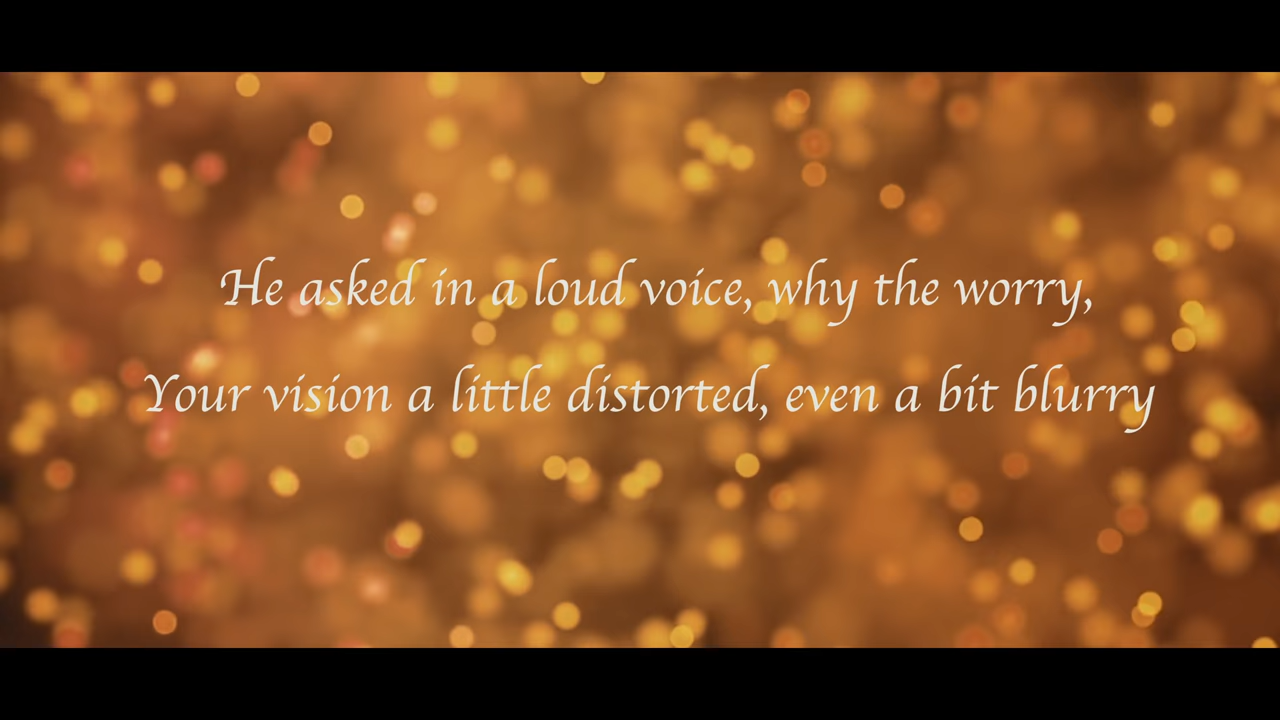 He asked in a loud voice, why the worry,
Your vision a little distorted, even a bit blurry